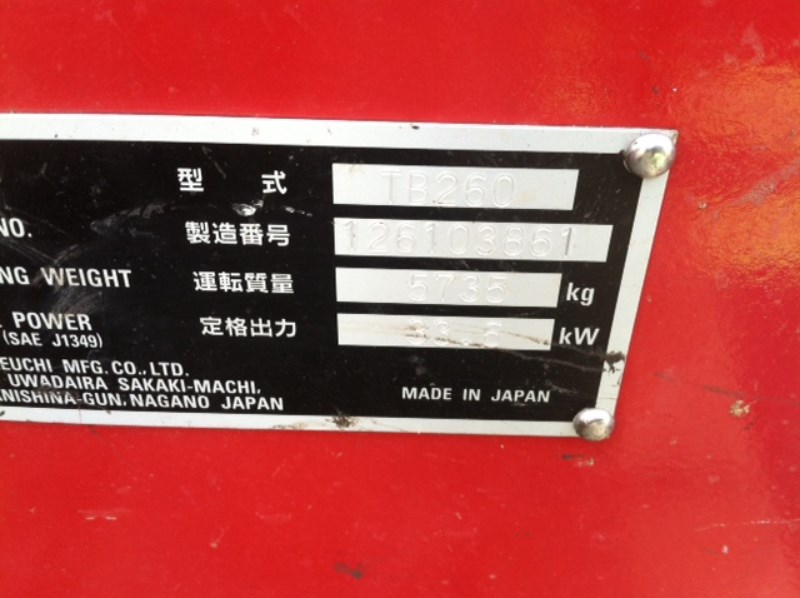 型 式 TB260
NO. 製造番号 126103861
NG WEIGHT 運転質量 5735 kg
POWER 定格出力 kW
(SAE J1349)
EUCHI MFG. CO., LTD.
UWADAIRA SAKAKI-MACHI,
NISHINA-GUN, NAGANO JAPAN MADE IN JAPAN